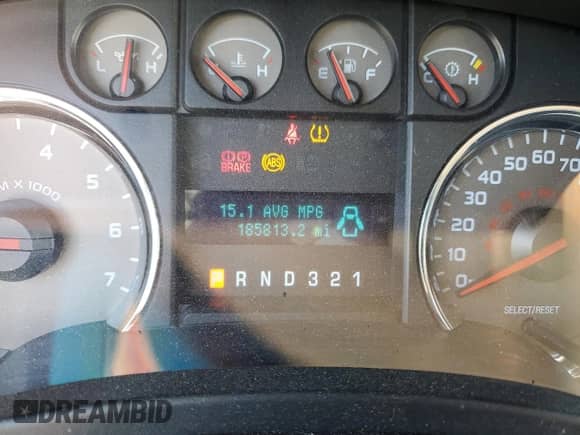 L H
C H
E F
C H
BRAKE
ABS
4 5 6 7
RPM X 1000
15.1 AVG MPG
185813.2 mi
P R N D 3 2 1
0 10 20 30 40 50 60 70
SELECT/RESET
DREAMBID